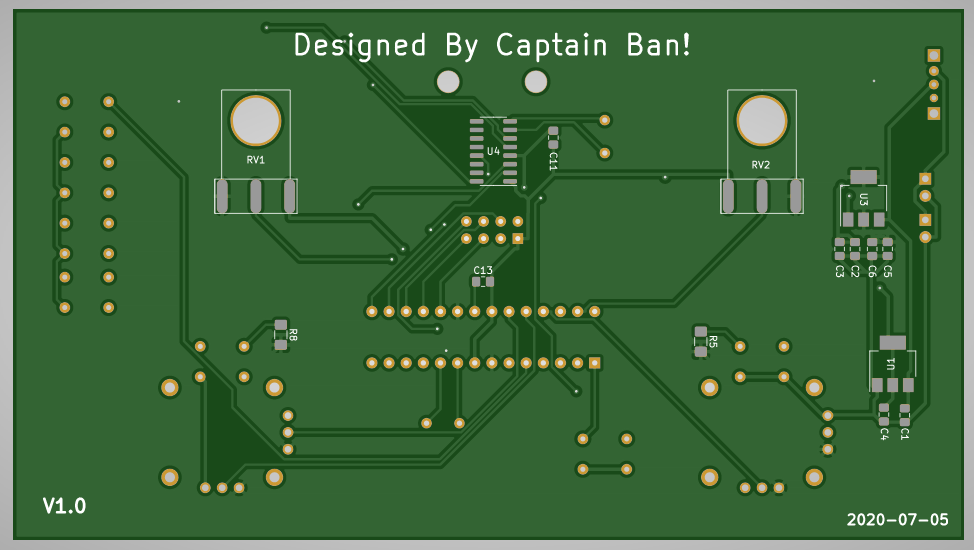 Designed By Captain Ban!
U4
C11
RV1
RV2
U3
C3
C2
C6
C5
C13
R8
R5
U1
C4
C1
V1.0
2020-07-05